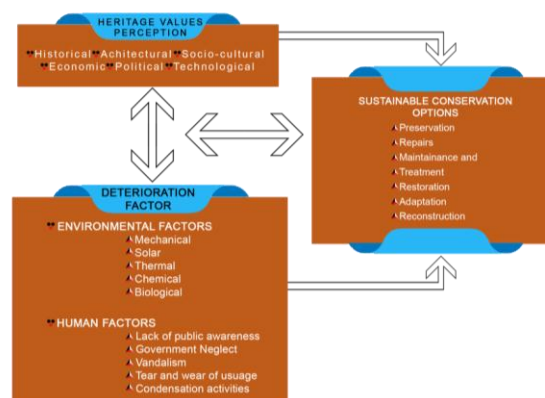 HERITAGE VALUES
PERCEPTION
Historical Achitectural Socio-cultural
Economic Political Technological
SUSTAINABLE CONSERVATION
OPTIONS
Preservation
Repairs
Maintainance and
Treatment
Restoration
Adaptation
Reconstruction
DETERIORATION
FACTOR
ENVIRONMENTAL FACTORS
Mechanical
Solar
Thermal
Chemical
Biological
HUMAN FACTORS
Lack of public awareness
Government Neglect
Vandalism
Tear and wear of usuage
Condensation activities